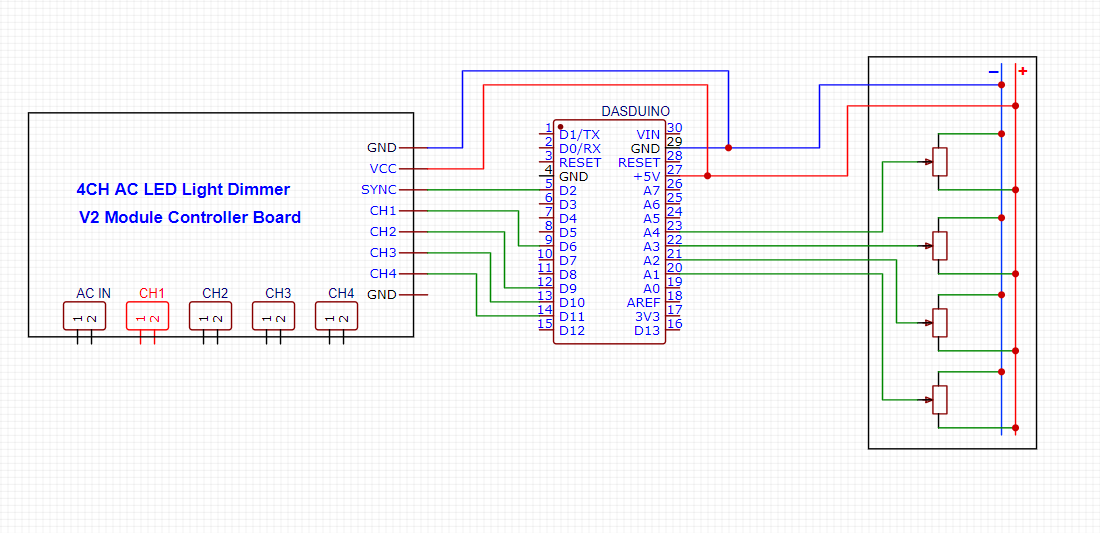 − +
DASDUINO
1 D1/TX VIN 30
2 D0/RX GND 29
3 RESET RESET 28
4 GND +5V 27
5 D2 A7 26
6 D3 A6 25
7 D4 A5 24
8 D5 A4 23
9 D6 A3 22
10 D7 A2 21
11 D8 A1 20
12 D9 A0 19
13 D10 AREF 18
14 D11 3V3 17
15 D12 D13 16
4CH AC LED Light Dimmer
V2 Module Controller Board
GND
VCC
SYNC
CH1
CH2
CH3
CH4
GND
AC IN CH1 CH2 CH3 CH4
1 2 1 2 1 2 1 2 1 2